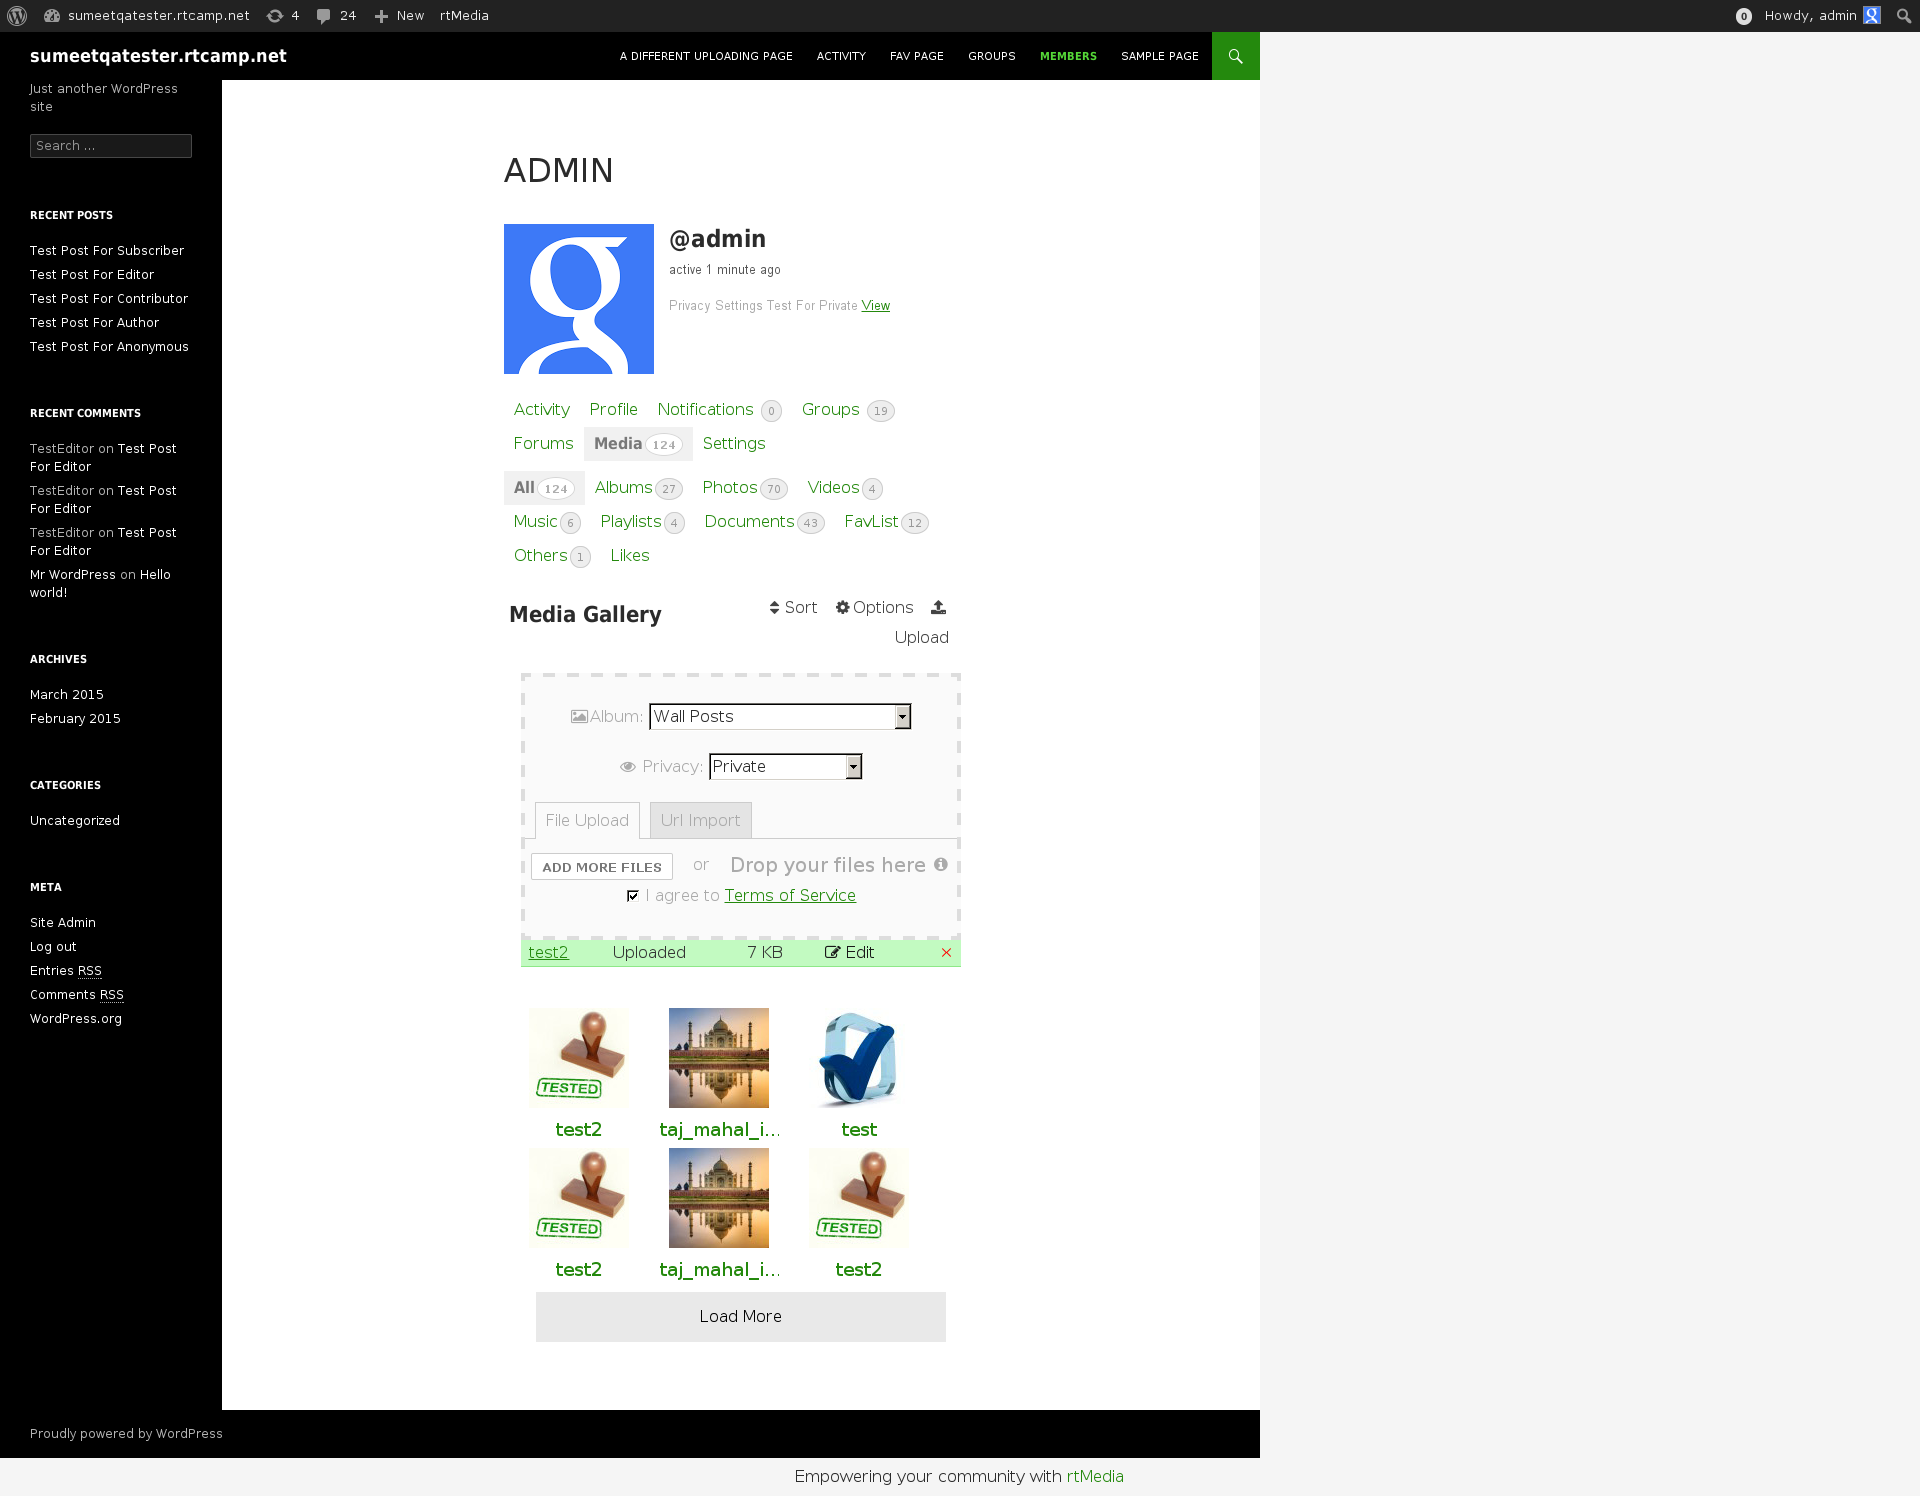 sumeetqatester.rtcamp.net 4 24 New rtMedia 0 Howdy, admin
sumeetqatester.rtcamp.net A DIFFERENT UPLOADING PAGE ACTIVITY FAV PAGE GROUPS MEMBERS SAMPLE PAGE
Just another WordPress
site
Search ...
RECENT POSTS
Test Post For Subscriber
Test Post For Editor
Test Post For Contributor
Test Post For Author
Test Post For Anonymous
RECENT COMMENTS
TestEditor on Test Post
For Editor
TestEditor on Test Post
For Editor
TestEditor on Test Post
For Editor
Mr WordPress on Hello
world!
ARCHIVES
March 2015
February 2015
CATEGORIES
Uncategorized
META
Site Admin
Log out
Entries RSS
Comments RSS
WordPress.org
ADMIN
g
@admin
active 1 minute ago
Privacy Settings Test For Private View
Activity Profile Notifications 0 Groups 19
Forums Media 124 Settings
All 124 Albums 27 Photos 70 Videos 4
Music 6 Playlists 4 Documents 43 FavList 12
Others 1 Likes
Media Gallery
Sort Options
Upload
Album: Wall Posts
Privacy: Private
File Upload Url Import
ADD MORE FILES or Drop your files here
I agree to Terms of Service
test2 Uploaded 7 KB Edit ×
TESTED
test2 taj_mahal_i... test
TESTED TESTED
test2 taj_mahal_i... test2
Load More
Proudly powered by WordPress
Empowering your community with rtMedia